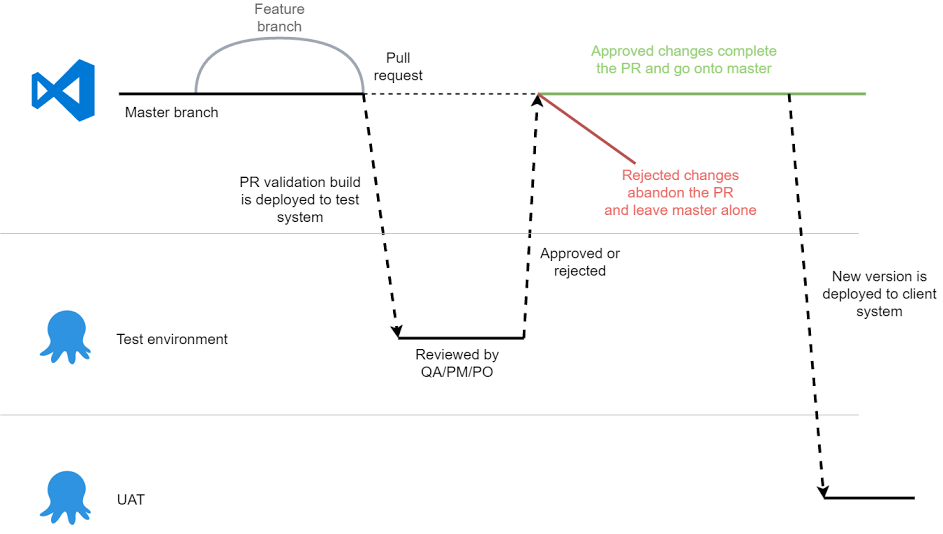 Feature
branch
Pull
request
Approved changes complete
the PR and go onto master
Master branch
PR validation build
is deployed to test
system
Rejected changes
abandon the PR
and leave master alone
Approved or
rejected
New version is
deployed to client
system
Test environment
Reviewed by
QA/PM/PO
UAT